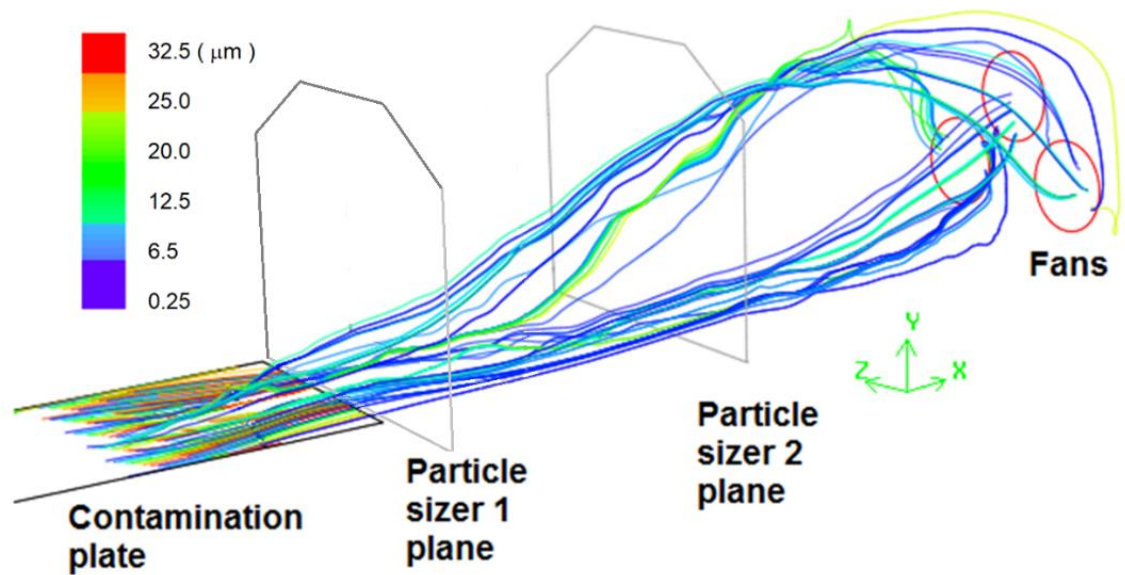 32.5 ( μm )
25.0
20.0
12.5
6.5
0.25
Fans
Y
Z
X
Particle
sizer 2
plane
Particle
sizer 1
plane
Contamination
plate